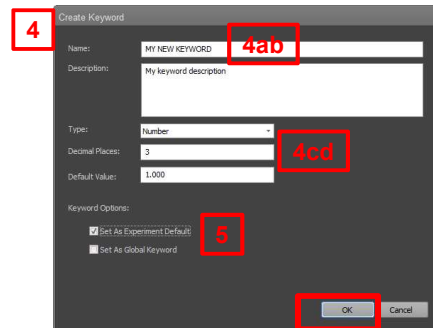 4
Create Keyword
Name: MY NEW KEYWORD 4ab
Description: My keyword description
Type: Number
Decimal Places: 3
4cd
Default Value: 1.000
Keyword Options:
Set As Experiment Default
5
Set As Global Keyword
OK Cancel